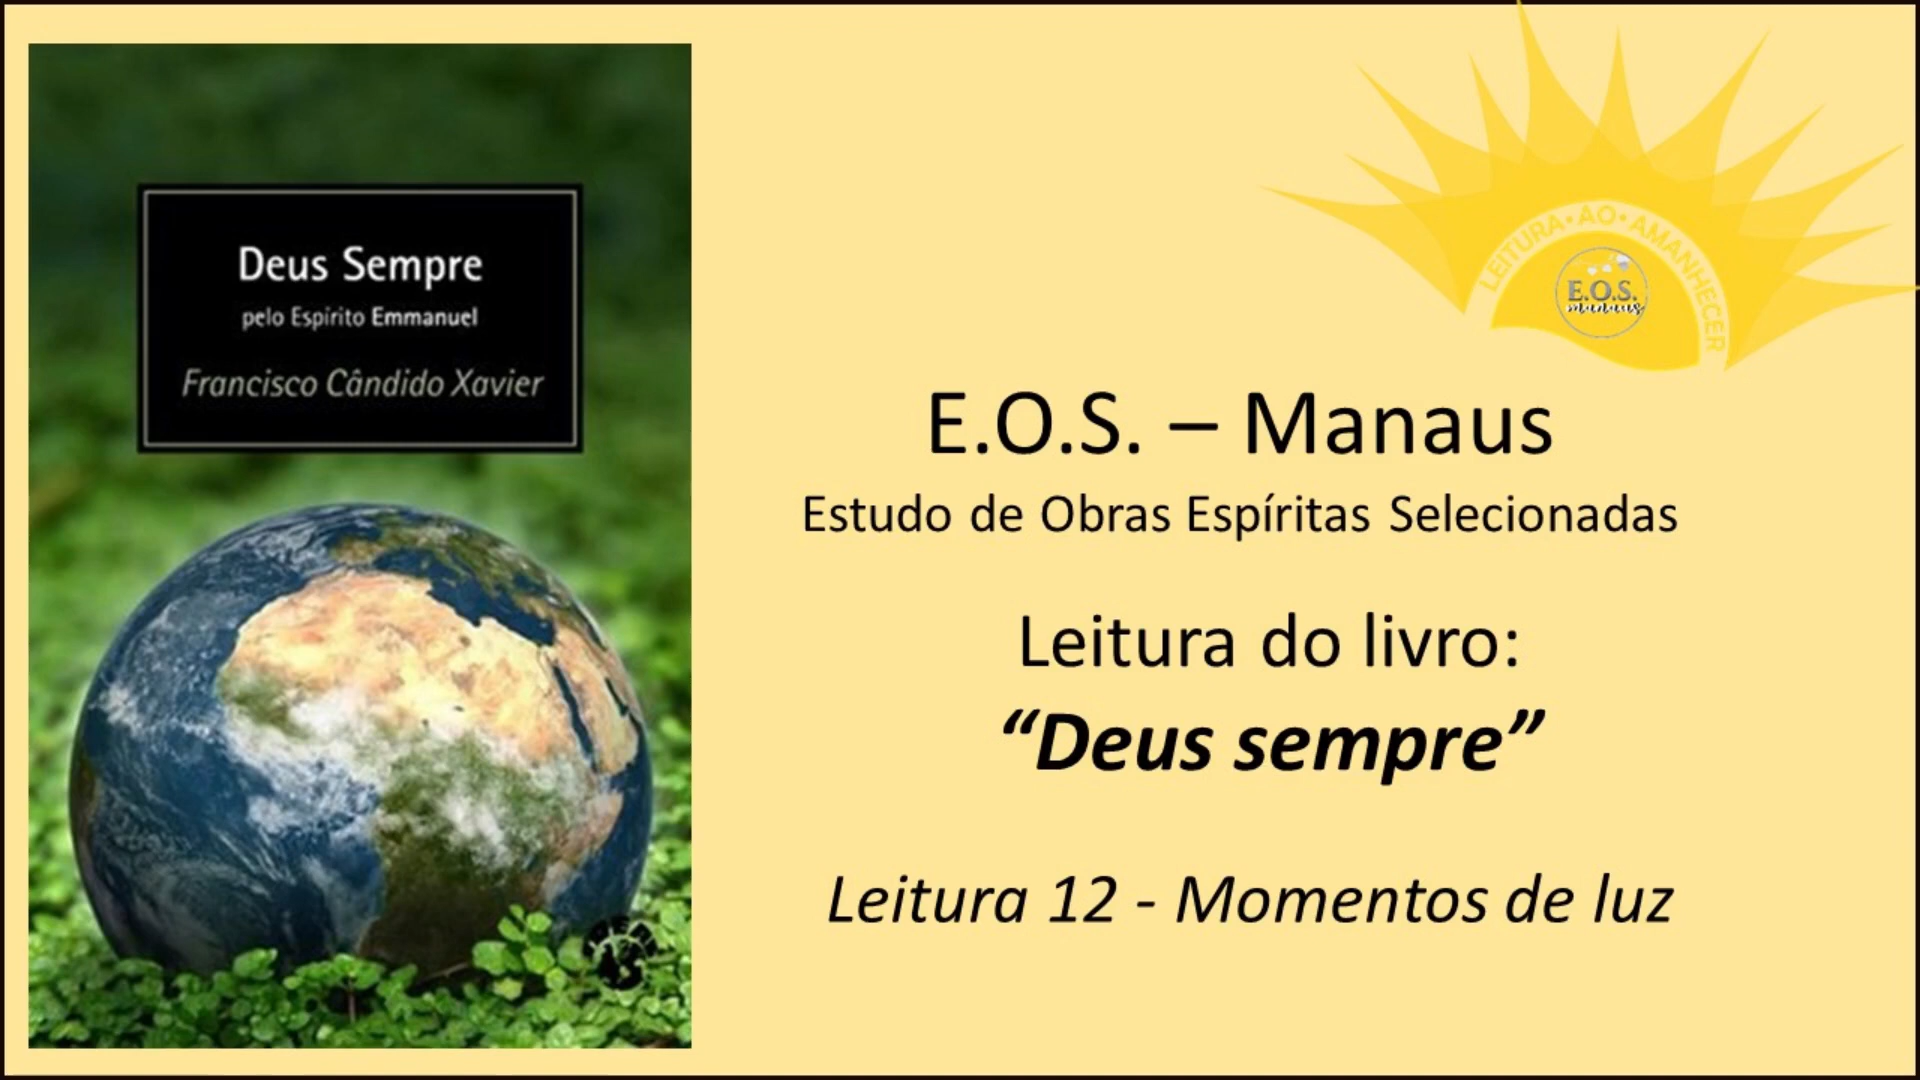 Deus Sempre
pelo Espírito Emmanuel
Francisco Cândido Xavier
LEITURA•AO•AMANHECER
E.O.S.
manaus
E.O.S. – Manaus
Estudo de Obras Espíritas Selecionadas
Leitura do livro:
“Deus sempre”
Leitura 12 - Momentos de luz